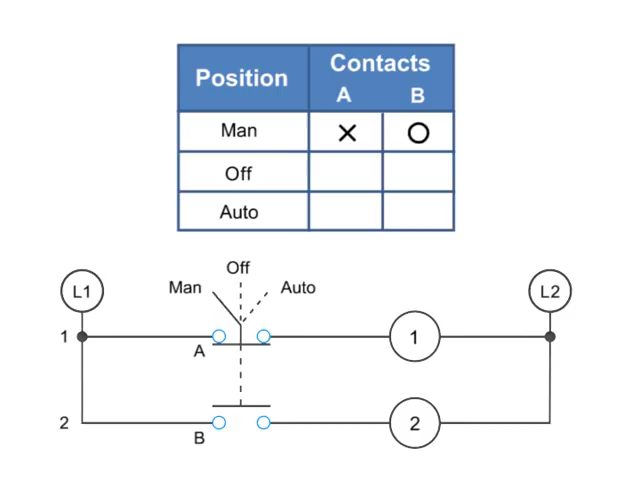 Position
Contacts
A B
Man X O
Off
Auto
Off
Man Auto
L1 L2
1 A 1
2 B 2